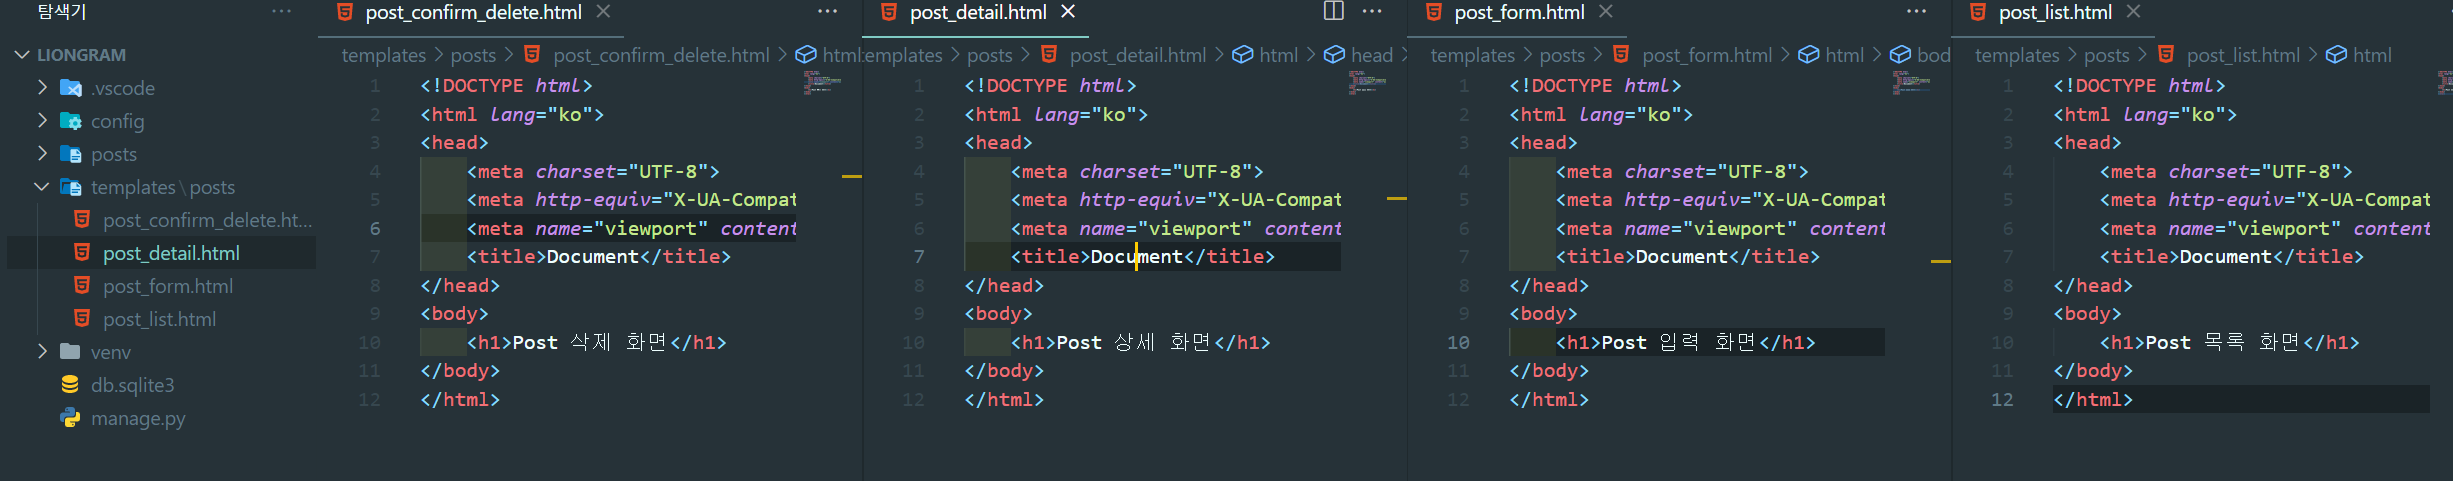 탐색기 ···
LIONGRAM
.vscode
config
posts
templates\posts
post_confirm_delete.ht...
post_detail.html
post_form.html
post_list.html
venv
db.sqlite3
manage.py
post_confirm_delete.html × ···
templates > posts > post_confirm_delete.html > html
1 <!DOCTYPE html>
2 <html lang="ko">
3 <head>
4 <meta charset="UTF-8">
5 <meta http-equiv="X-UA-Compat
6 <meta name="viewport" content
7 <title>Document</title>
8 </head>
9 <body>
10 <h1>Post 삭제 화면</h1>
11 </body>
12 </html>
post_detail.html × ···
emplates > posts > post_detail.html > html > head >
1 <!DOCTYPE html>
2 <html lang="ko">
3 <head>
4 <meta charset="UTF-8">
5 <meta http-equiv="X-UA-Compat
6 <meta name="viewport" content
7 <title>Document</title>
8 </head>
9 <body>
10 <h1>Post 상세 화면</h1>
11 </body>
12 </html>
post_form.html × ···
templates > posts > post_form.html > html > bod
1 <!DOCTYPE html>
2 <html lang="ko">
3 <head>
4 <meta charset="UTF-8">
5 <meta http-equiv="X-UA-Compat
6 <meta name="viewport" content
7 <title>Document</title>
8 </head>
9 <body>
10 <h1>Post 입력 화면</h1>
11 </body>
12 </html>
post_list.html ×
templates > posts > post_list.html > html
1 <!DOCTYPE html>
2 <html lang="ko">
3 <head>
4 <meta charset="UTF-8">
5 <meta http-equiv="X-UA-Compat
6 <meta name="viewport" content
7 <title>Document</title>
8 </head>
9 <body>
10 <h1>Post 목록 화면</h1>
11 </body>
12 </html>